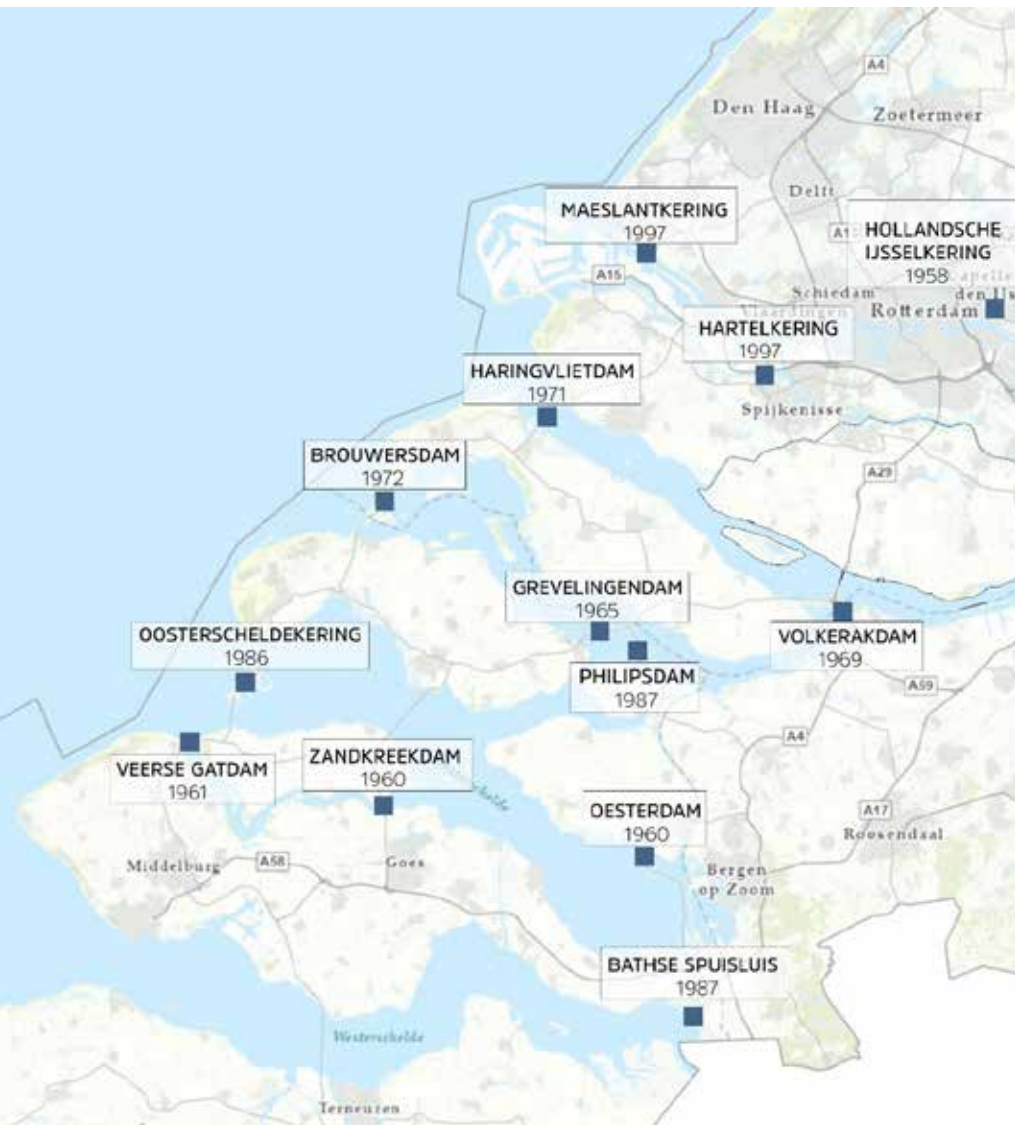 A4
Den Haag
Zoetermeer
Delft
MAESLANTKERING
1997
HOLLANDSCHE
IJSSELKERING
1958
A15
Schiedam
Vlaardingen
Rotterdam
HARTELKERING
1997
HARINGVLIETDAM
1971
Spijkenisse
BROUWERSDAM
1972
A29
GREVELINGENDAM
1965
OOSTERSCHELDEKERING
1986
VOLKERAKDAM
1969
PHILIPSDAM
1987
A59
A4
VEERSE GATDAM
1961
ZANDKREEKDAM
1960
OESTERDAM
1960
A17
Roosendaal
Middelburg
A58
Goes
Bergen
op Zoom
BATHSE SPUISLUIS
1987
Westerschelde
Terneuzen